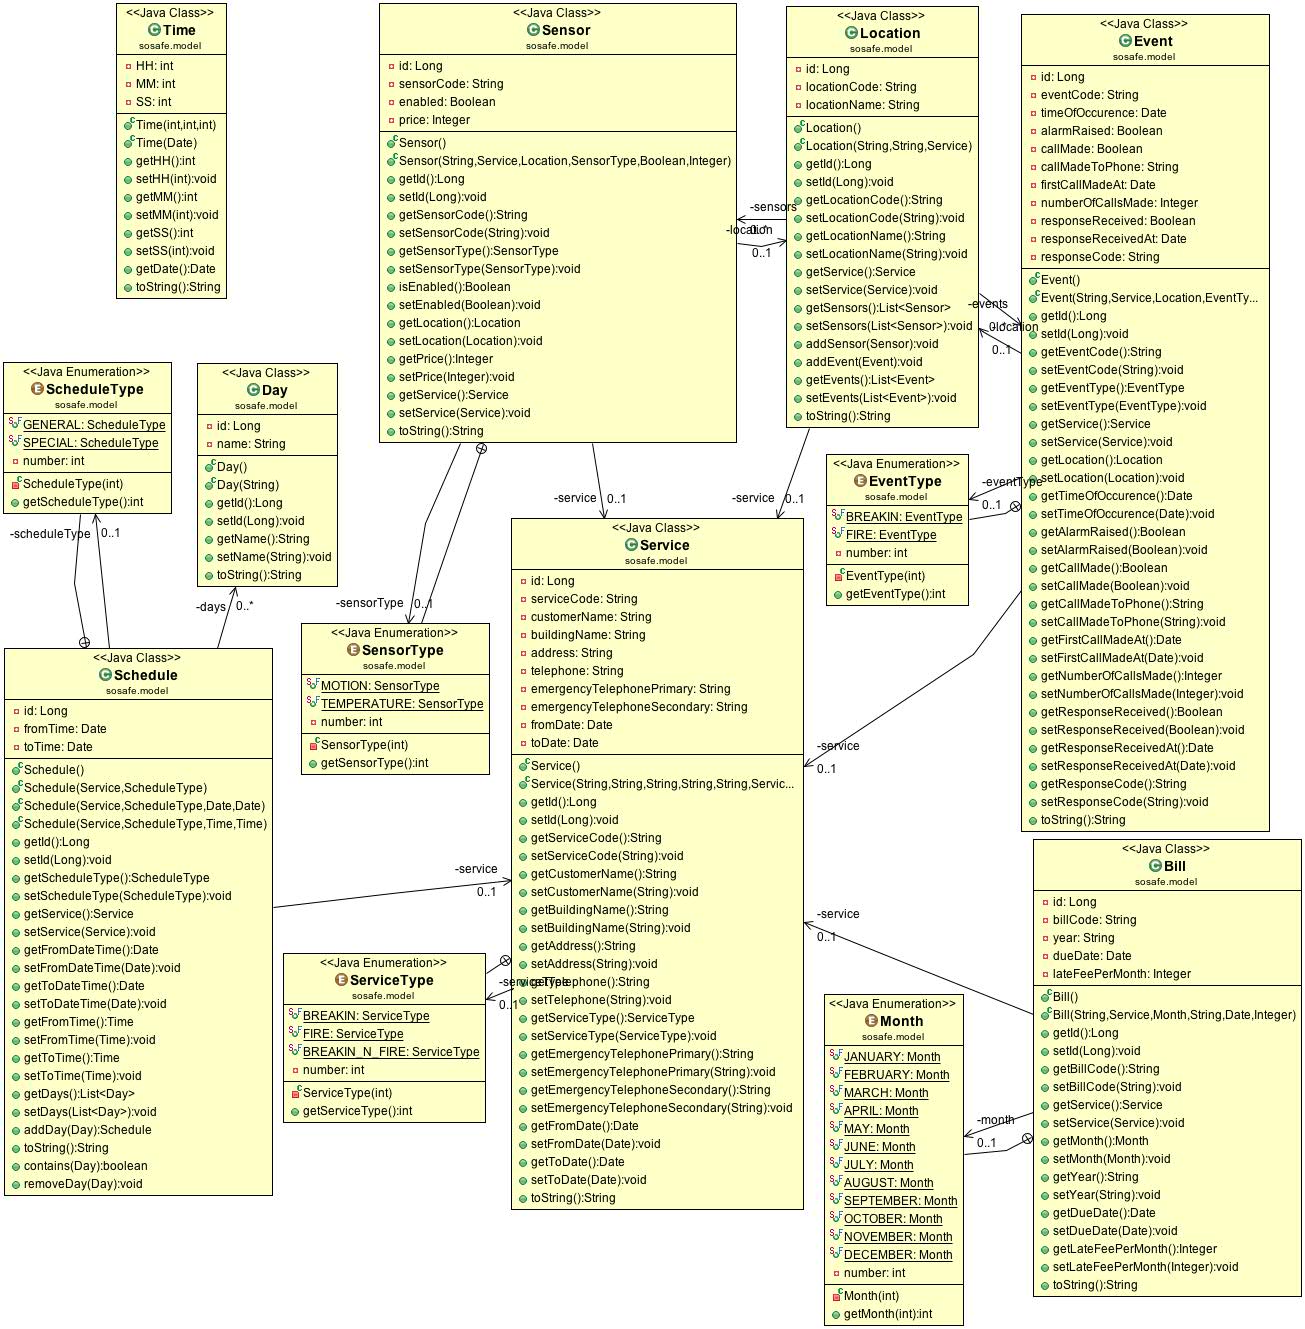 <<Java Class>>
Time
sosafe.model
HH: int
MM: int
SS: int
Time(int,int,int)
Time(Date)
getHH():int
setHH(int):void
getMM():int
setMM(int):void
getSS():int
setSS(int):void
getDate():Date
toString():String
<<Java Class>>
Sensor
sosafe.model
id: Long
sensorCode: String
enabled: Boolean
price: Integer
Sensor()
Sensor(String,Service,Location,SensorType,Boolean,Integer)
getId():Long
setId(Long):void
getSensorCode():String
setSensorCode(String):void
getSensorType():SensorType
setSensorType(SensorType):void
isEnabled():Boolean
setEnabled(Boolean):void
getLocation():Location
setLocation(Location):void
getPrice():Integer
setPrice(Integer):void
getService():Service
setService(Service):void
toString():String
-sensors
0..*
-location
0..1
<<Java Class>>
Location
sosafe.model
id: Long
locationCode: String
locationName: String
Location()
Location(String,String,Service)
getId():Long
setId(Long):void
getLocationCode():String
setLocationCode(String):void
getLocationName():String
setLocationName(String):void
getService():Service
setService(Service):void
getSensors():List<Sensor>
setSensors(List<Sensor>):void
addSensor(Sensor):void
addEvent(Event):void
getEvents():List<Event>
setEvents(List<Event>):void
toString():String
-events
-location
0..1
<<Java Class>>
Event
sosafe.model
id: Long
eventCode: String
timeOfOccurence: Date
alarmRaised: Boolean
callMade: Boolean
callMadeToPhone: String
firstCallMadeAt: Date
numberOfCallsMade: Integer
responseReceived: Boolean
responseReceivedAt: Date
responseCode: String
Event()
Event(String,Service,Location,EventTy...
getId():Long
setId(Long):void
getEventCode():String
setEventCode(String):void
getEventType():EventType
setEventType(EventType):void
getService():Service
setService(Service):void
getLocation():Location
setLocation(Location):void
getTimeOfOccurence():Date
setTimeOfOccurence(Date):void
getAlarmRaised():Boolean
setAlarmRaised(Boolean):void
getCallMade():Boolean
setCallMade(Boolean):void
getCallMadeToPhone():String
setCallMadeToPhone(String):void
getFirstCallMadeAt():Date
setFirstCallMadeAt(Date):void
getNumberOfCallsMade():Integer
setNumberOfCallsMade(Integer):void
getResponseReceived():Boolean
setResponseReceived(Boolean):void
getResponseReceivedAt():Date
setResponseReceivedAt(Date):void
getResponseCode():String
setResponseCode(String):void
toString():String
<<Java Enumeration>>
ScheduleType
sosafe.model
GENERAL: ScheduleType
SPECIAL: ScheduleType
number: int
ScheduleType(int)
getScheduleType():int
-scheduleType
0..1
<<Java Class>>
Day
sosafe.model
id: Long
name: String
Day()
Day(String)
getId():Long
setId(Long):void
getName():String
setName(String):void
toString():String
-days
0..*
<<Java Enumeration>>
EventType
sosafe.model
BREAKIN: EventType
FIRE: EventType
number: int
EventType(int)
getEventType():int
-eventType
0..1
-service
0..1
-service
0..1
-sensorType
0..1
<<Java Enumeration>>
SensorType
sosafe.model
MOTION: SensorType
TEMPERATURE: SensorType
number: int
SensorType(int)
getSensorType():int
<<Java Class>>
Schedule
sosafe.model
id: Long
fromTime: Date
toTime: Date
Schedule()
Schedule(Service,ScheduleType)
Schedule(Service,ScheduleType,Date,Date)
Schedule(Service,ScheduleType,Time,Time)
getId():Long
setId(Long):void
getScheduleType():ScheduleType
setScheduleType(ScheduleType):void
getService():Service
setService(Service):void
getFromDateTime():Date
setFromDateTime(Date):void
getToDateTime():Date
setToDateTime(Date):void
getFromTime():Time
setFromTime(Time):void
getToTime():Time
setToTime(Time):void
getDays():List<Day>
setDays(List<Day>):void
addDay(Day):Schedule
toString():String
contains(Day):boolean
removeDay(Day):void
-service
0..1
<<Java Class>>
Service
sosafe.model
id: Long
serviceCode: String
customerName: String
buildingName: String
address: String
telephone: String
emergencyTelephonePrimary: String
emergencyTelephoneSecondary: String
fromDate: Date
toDate: Date
Service()
Service(String,String,String,String,String,Servic...
getId():Long
setId(Long):void
getServiceCode():String
setServiceCode(String):void
getCustomerName():String
setCustomerName(String):void
getBuildingName():String
setBuildingName(String):void
getAddress():String
setAddress(String):void
getTelephone():String
setTelephone(String):void
getServiceType():ServiceType
setServiceType(ServiceType):void
getEmergencyTelephonePrimary():String
setEmergencyTelephonePrimary(String):void
getEmergencyTelephoneSecondary():String
setEmergencyTelephoneSecondary(String):void
getFromDate():Date
setFromDate(Date):void
getToDate():Date
setToDate(Date):void
toString():String
-service
0..1
-service
0..1
<<Java Enumeration>>
ServiceType
sosafe.model
BREAKIN: ServiceType
FIRE: ServiceType
BREAKIN_N_FIRE: ServiceType
number: int
ServiceType(int)
getServiceType():int
-serviceType
0..1
<<Java Enumeration>>
Month
sosafe.model
JANUARY: Month
FEBRUARY: Month
MARCH: Month
APRIL: Month
MAY: Month
JUNE: Month
JULY: Month
AUGUST: Month
SEPTEMBER: Month
OCTOBER: Month
NOVEMBER: Month
DECEMBER: Month
number: int
Month(int)
getMonth(int):int
-month
0..1
<<Java Class>>
Bill
sosafe.model
id: Long
billCode: String
year: String
dueDate: Date
lateFeePerMonth: Integer
Bill()
Bill(String,Service,Month,String,Date,Integer)
getId():Long
setId(Long):void
getBillCode():String
setBillCode(String):void
getService():Service
setService(Service):void
getMonth():Month
setMonth(Month):void
getYear():String
setYear(String):void
getDueDate():Date
setDueDate(Date):void
getLateFeePerMonth():Integer
setLateFeePerMonth(Integer):void
toString():String